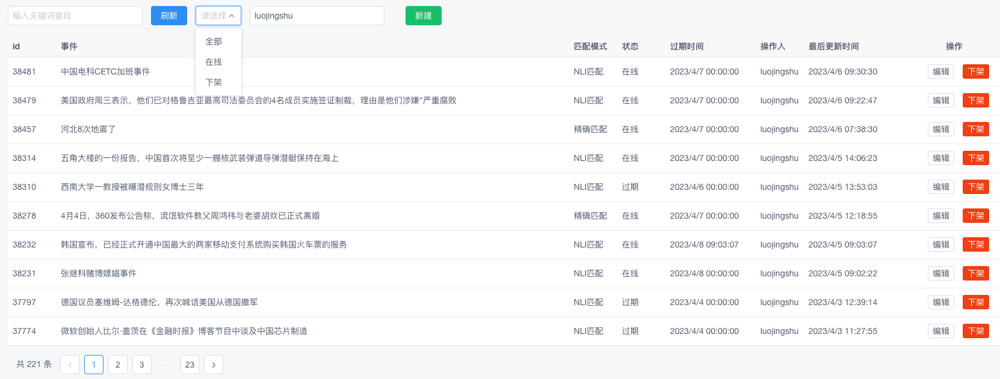 输入关键词查找 刷新 请选择 luojingshu 新建
全部
在线
下架
id 事件 匹配模式 状态 过期时间 操作人 最后更新时间 操作
38481 中国电科CETC加班事件 NLI匹配 在线 2023/4/7 00:00:00 luojingshu 2023/4/6 09:30:30 编辑 下架
38479 美国政府周三表示，他们已对格鲁吉亚最高司法委员会的4名成员实施签证制裁，理由是他们涉嫌“严重腐败 NLI匹配 在线 2023/4/7 00:00:00 luojingshu 2023/4/6 09:22:47 编辑 下架
38457 河北8次地震了 精确匹配 在线 2023/4/7 00:00:00 luojingshu 2023/4/6 07:38:30 编辑 下架
38314 五角大楼的一份报告，中国首次将至少一艘核武装弹道导弹潜艇保持在海上 NLI匹配 在线 2023/4/7 00:00:00 luojingshu 2023/4/5 14:06:23 编辑 下架
38310 西南大学一教授被曝潜规则女博士三年 NLI匹配 过期 2023/4/6 00:00:00 luojingshu 2023/4/5 13:53:03 编辑 下架
38278 4月4日，360发布公告称，流氓软件教父周鸿祎与老婆胡欢已正式离婚 精确匹配 在线 2023/4/7 00:00:00 luojingshu 2023/4/5 12:18:55 编辑 下架
38232 韩国宣布，已经正式开通中国最大的两家移动支付系统购买韩国火车票的服务 NLI匹配 在线 2023/4/8 09:03:07 luojingshu 2023/4/5 09:03:07 编辑 下架
38231 张继科赌博嫖娼事件 NLI匹配 在线 2023/4/8 00:00:00 luojingshu 2023/4/5 09:02:22 编辑 下架
37797 德国议员塞维姆-达格德伦，再次喊话美国从德国撤军 NLI匹配 过期 2023/4/4 00:00:00 luojingshu 2023/4/3 12:39:14 编辑 下架
37774 微软创始人比尔·盖茨在《金融时报》博客节目中谈及中国芯片制造 NLI匹配 过期 2023/4/4 00:00:00 luojingshu 2023/4/3 11:27:55 编辑 下架
共 221 条 < 1 2 3 ··· 23 >